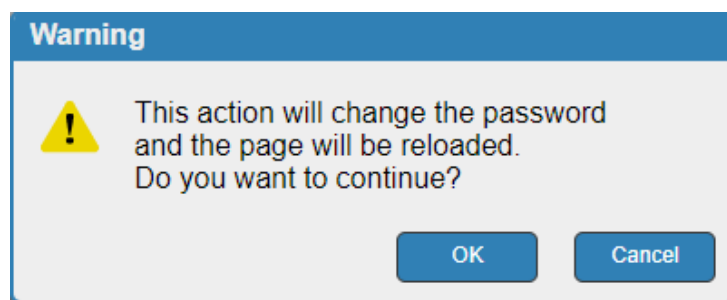 Warning
This action will change the password
and the page will be reloaded.
Do you want to continue?
OK Cancel